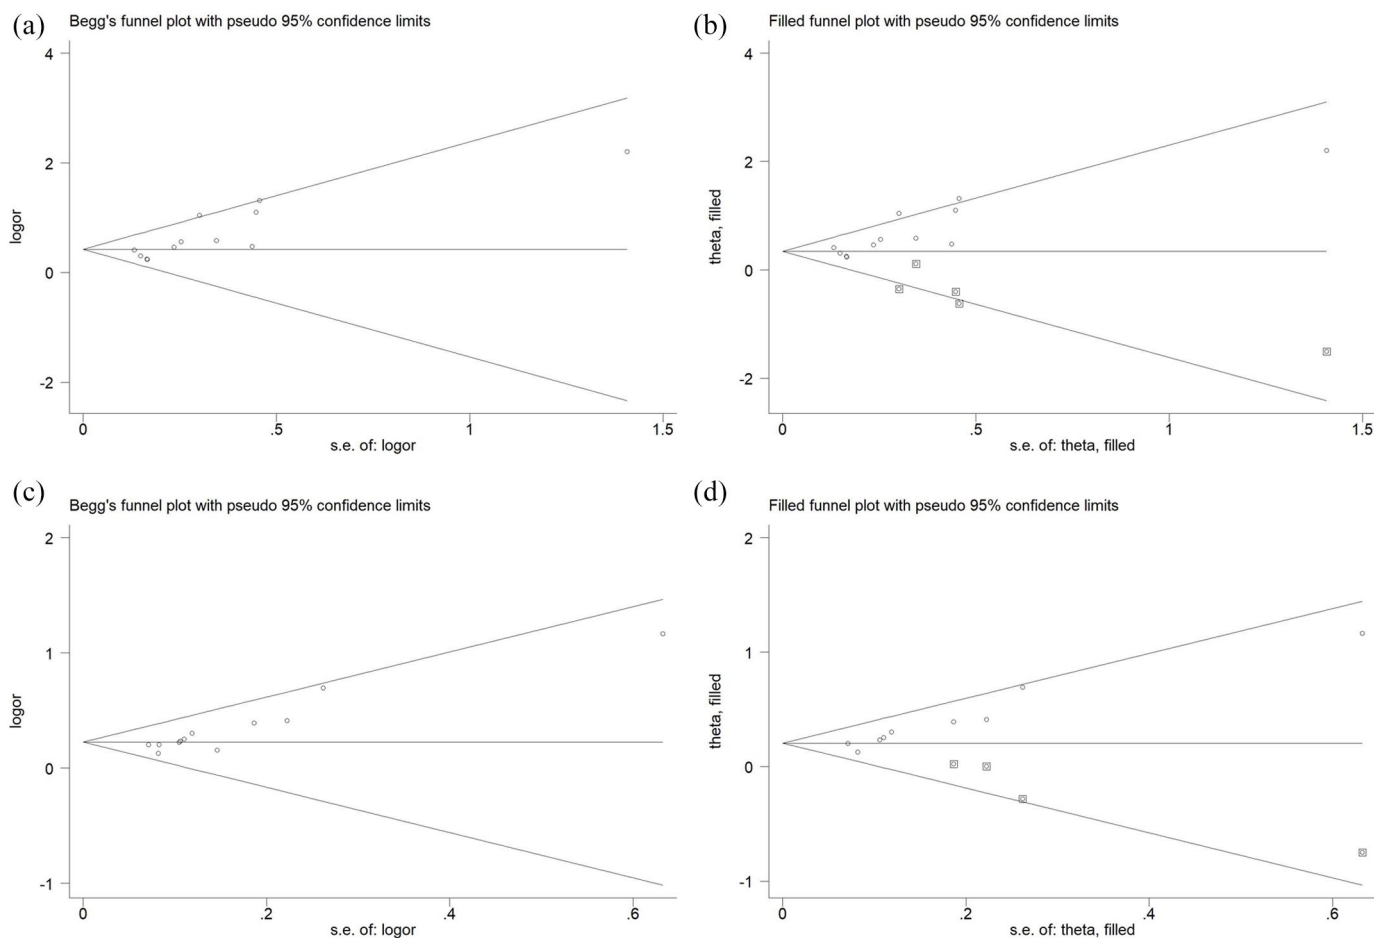 (a)
Begg's funnel plot with pseudo 95% confidence limits
4
2
0
-2
logor
0 .5 1 1.5
s.e. of: logor
(b)
Filled funnel plot with pseudo 95% confidence limits
4
2
0
-2
theta, filled
0 .5 1 1.5
s.e. of: theta, filled
(c)
Begg's funnel plot with pseudo 95% confidence limits
2
1
0
-1
logor
0 .2 .4 .6
s.e. of: logor
(d)
Filled funnel plot with pseudo 95% confidence limits
2
1
0
-1
theta, filled
0 .2 .4 .6
s.e. of: theta, filled